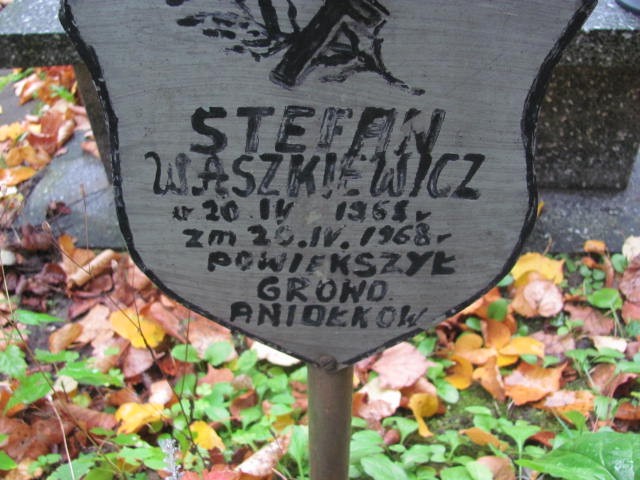 STEFAN
WASZKIEWICZ
ur 20 IV 1968 r
zm 20.IV.1968 r
POWIĘKSZYŁ
GRONO
ANIOŁKÓW